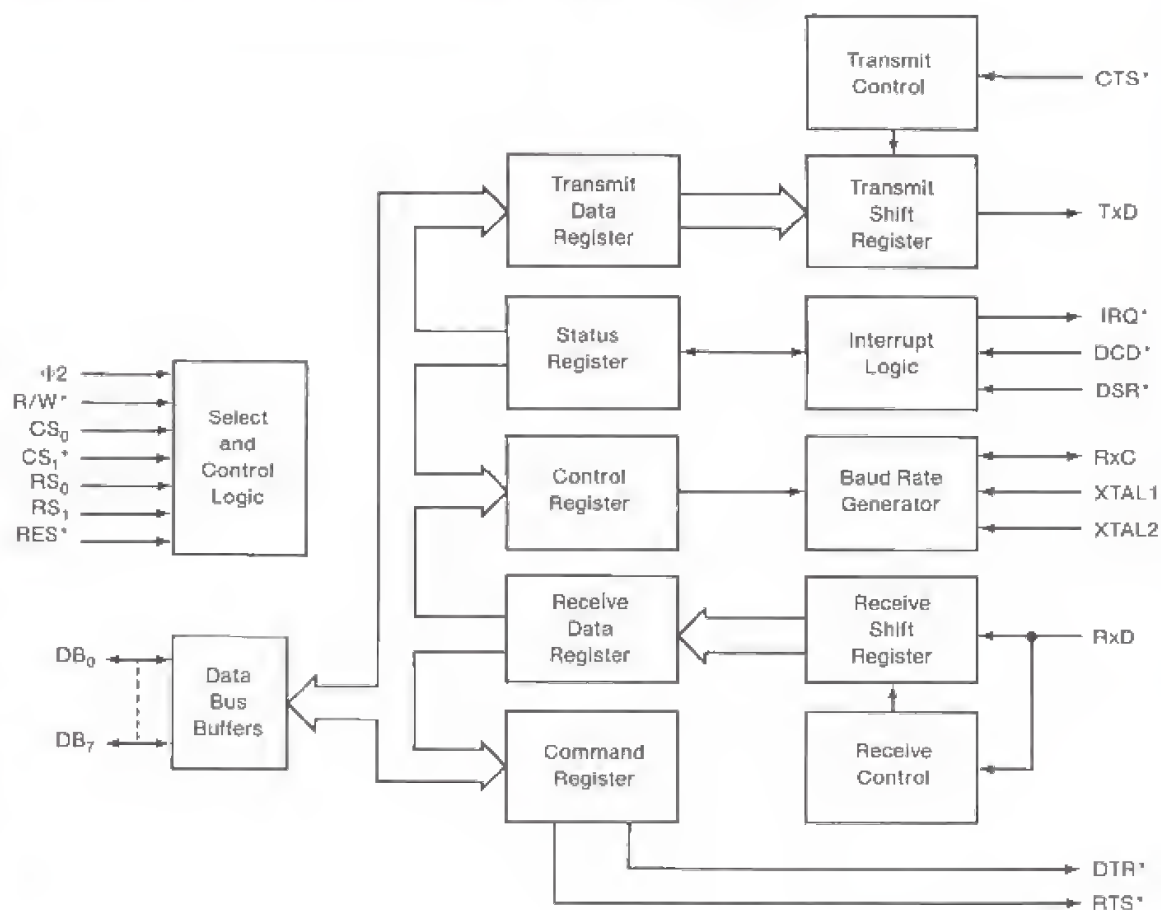 Transmit
Control
CTS*
Transmit
Data
Register
Transmit
Shift
Register
TxD
Status
Register
Interrupt
Logic
IRQ*
DCD*
DSR*
Φ2
R/W*
CS0
CS1*
RS0
RS1
RES*
Select
and
Control
Logic
Control
Register
Baud Rate
Generator
RxC
XTAL1
XTAL2
Receive
Data
Register
Receive
Shift
Register
RxD
DB0
DB7
Data
Bus
Buffers
Command
Register
Receive
Control
DTR*
RTS*